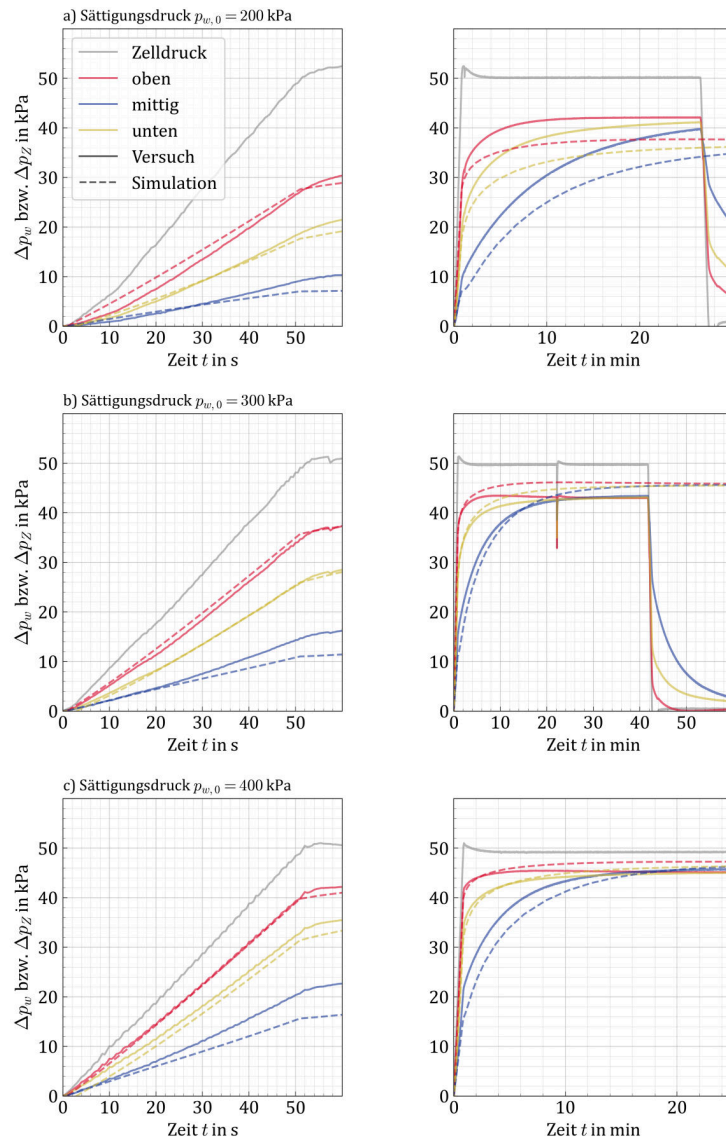 a) Sättigungsdruck p_{w,0} = 200 kPa
Zelldruck
oben
mittig
unten
Versuch
Simulation
Δp_w bzw. Δp_Z in kPa
50
40
30
20
10
0
0 10 20 30 40 50
Zeit t in s
50
40
30
20
10
0
0 10 20
Zeit t in min
b) Sättigungsdruck p_{w,0} = 300 kPa
Δp_w bzw. Δp_Z in kPa
50
40
30
20
10
0
0 10 20 30 40 50
Zeit t in s
50
40
30
20
10
0
0 10 20 30 40 50
Zeit t in min
c) Sättigungsdruck p_{w,0} = 400 kPa
Δp_w bzw. Δp_Z in kPa
50
40
30
20
10
0
0 10 20 30 40 50
Zeit t in s
50
40
30
20
10
0
0 10 20
Zeit t in min